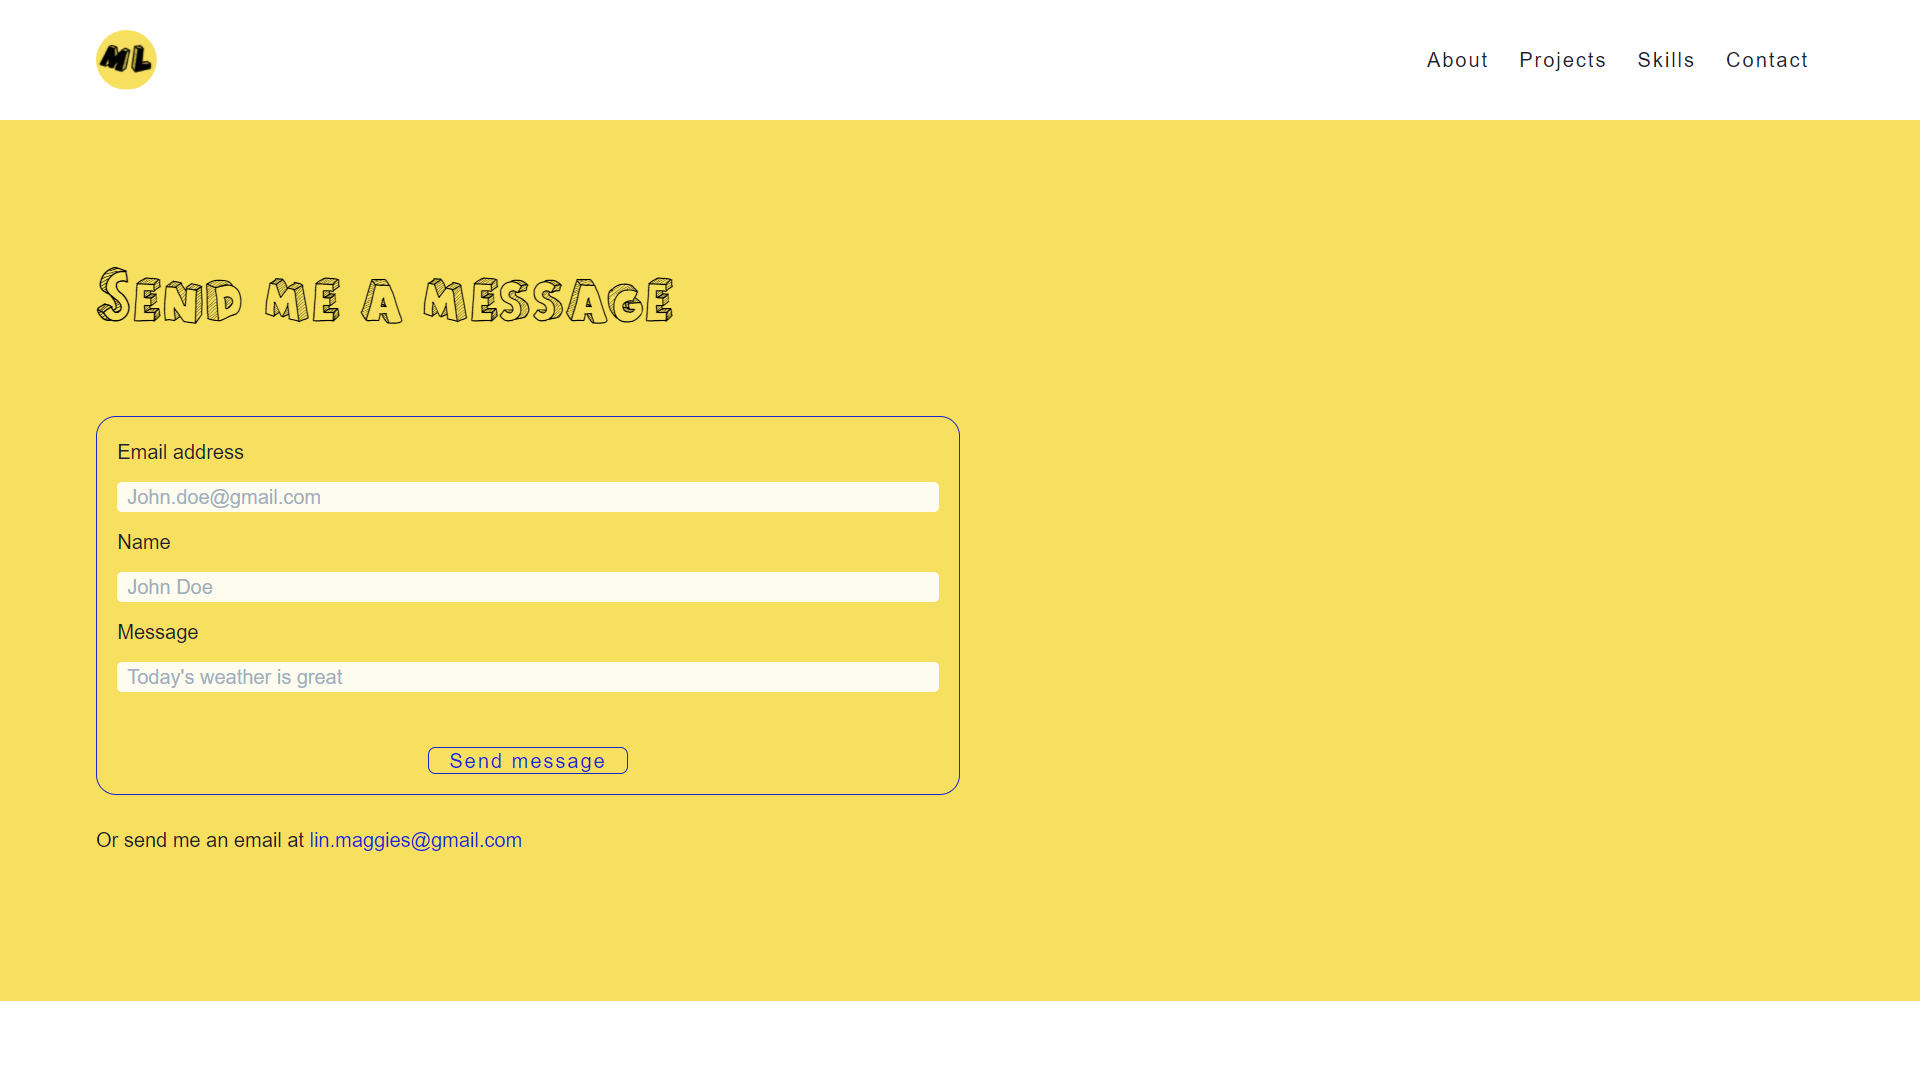 ML
About Projects Skills Contact
Send me a message
Email address
John.doe@gmail.com
Name
John Doe
Message
Today's weather is great
Send message
Or send me an email at lin.maggies@gmail.com